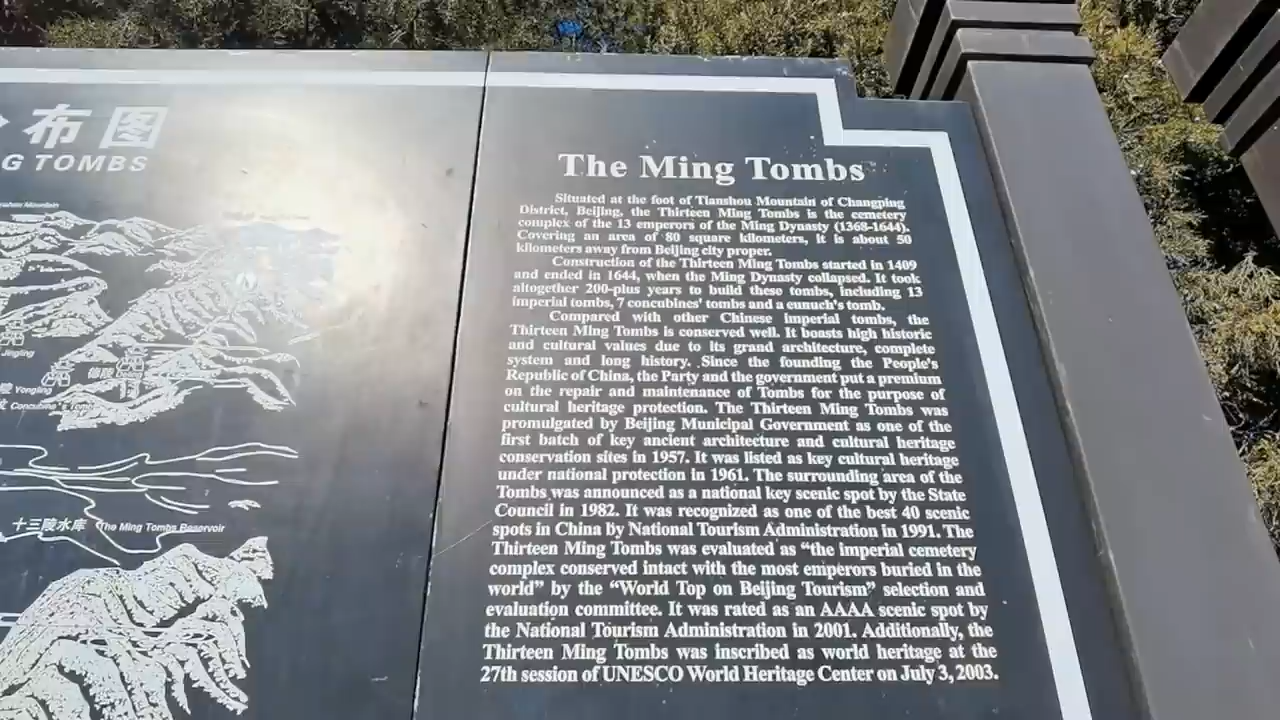 布图
G TOMBS
Jingling
陵 Yongling
德陵
Concubine's Tomb
十三陵水库 The Ming Tombs Reservoir
The Ming Tombs
Situated at the foot of Tianshou Mountain of Changping
District, Beijing, the Thirteen Ming Tombs is the cemetery
complex of the 13 emperors of the Ming Dynasty (1368-1644).
Covering an area of 80 square kilometers, it is about 50
kilometers away from Beijing city proper.
Construction of the Thirteen Ming Tombs started in 1409
and ended in 1644, when the Ming Dynasty collapsed. It took
altogether 200-plus years to build these tombs, including 13
imperial tombs, 7 concubines' tombs and a eunuch's tomb.
Compared with other Chinese imperial tombs, the
Thirteen Ming Tombs is conserved well. It boasts high historic
and cultural values due to its grand architecture, complete
system and long history. Since the founding the People's
Republic of China, the Party and the government put a premium
on the repair and maintenance of Tombs for the purpose of
cultural heritage protection. The Thirteen Ming Tombs was
promulgated by Beijing Municipal Government as one of the
first batch of key ancient architecture and cultural heritage
conservation sites in 1957. It was listed as key cultural heritage
under national protection in 1961. The surrounding area of the
Tombs was announced as a national key scenic spot by the State
Council in 1982. It was recognized as one of the best 40 scenic
spots in China by National Tourism Administration in 1991. The
Thirteen Ming Tombs was evaluated as “the imperial cemetery
complex conserved intact with the most emperors buried in the
world” by the “World Top on Beijing Tourism” selection and
evaluation committee. It was rated as an AAAA scenic spot by
the National Tourism Administration in 2001. Additionally, the
Thirteen Ming Tombs was inscribed as world heritage at the
27th session of UNESCO World Heritage Center on July 3, 2003.